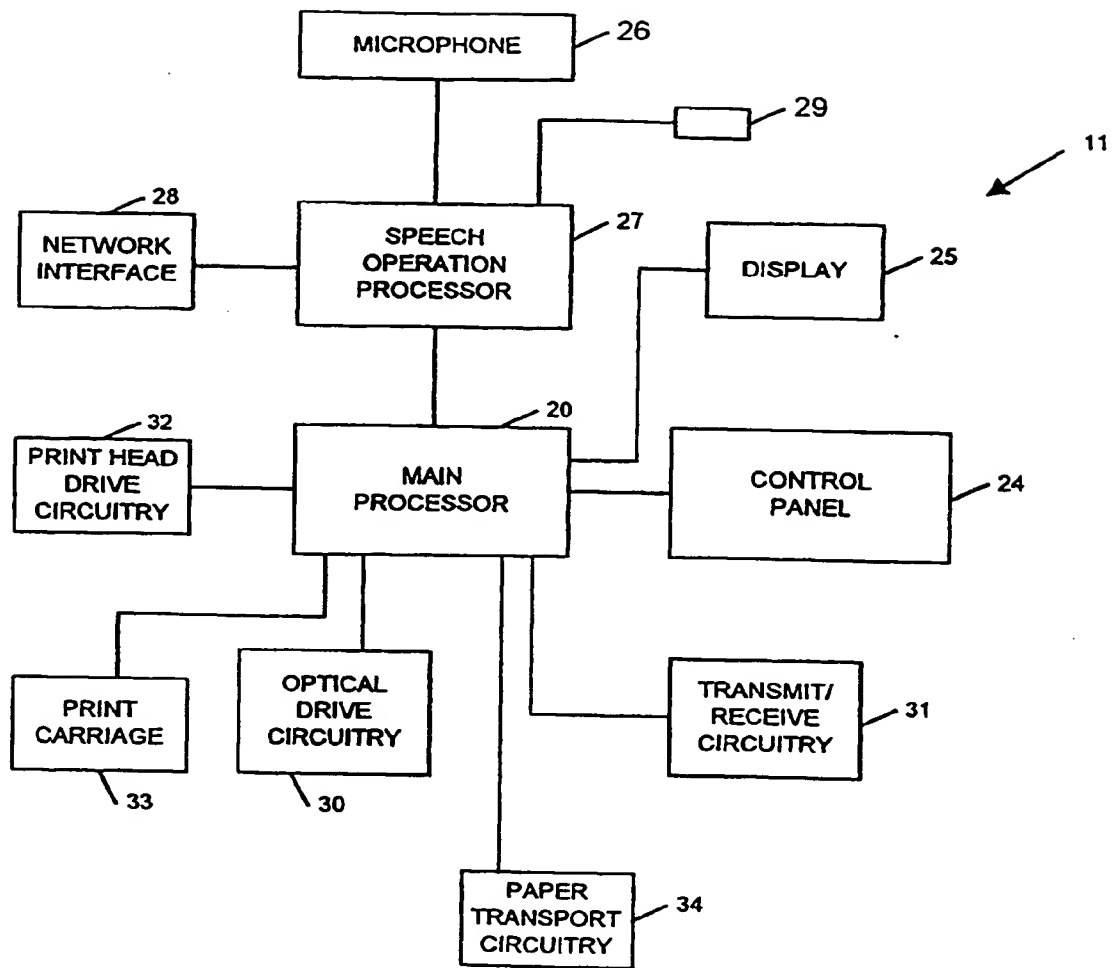 MICROPHONE
26
29
11
28
NETWORK
INTERFACE
SPEECH
OPERATION
PROCESSOR
27
DISPLAY
25
32
PRINT HEAD
DRIVE
CIRCUITRY
20
MAIN
PROCESSOR
CONTROL
PANEL
24
PRINT
CARRIAGE
33
OPTICAL
DRIVE
CIRCUITRY
30
TRANSMIT/
RECEIVE
CIRCUITRY
31
PAPER
TRANSPORT
CIRCUITRY
34